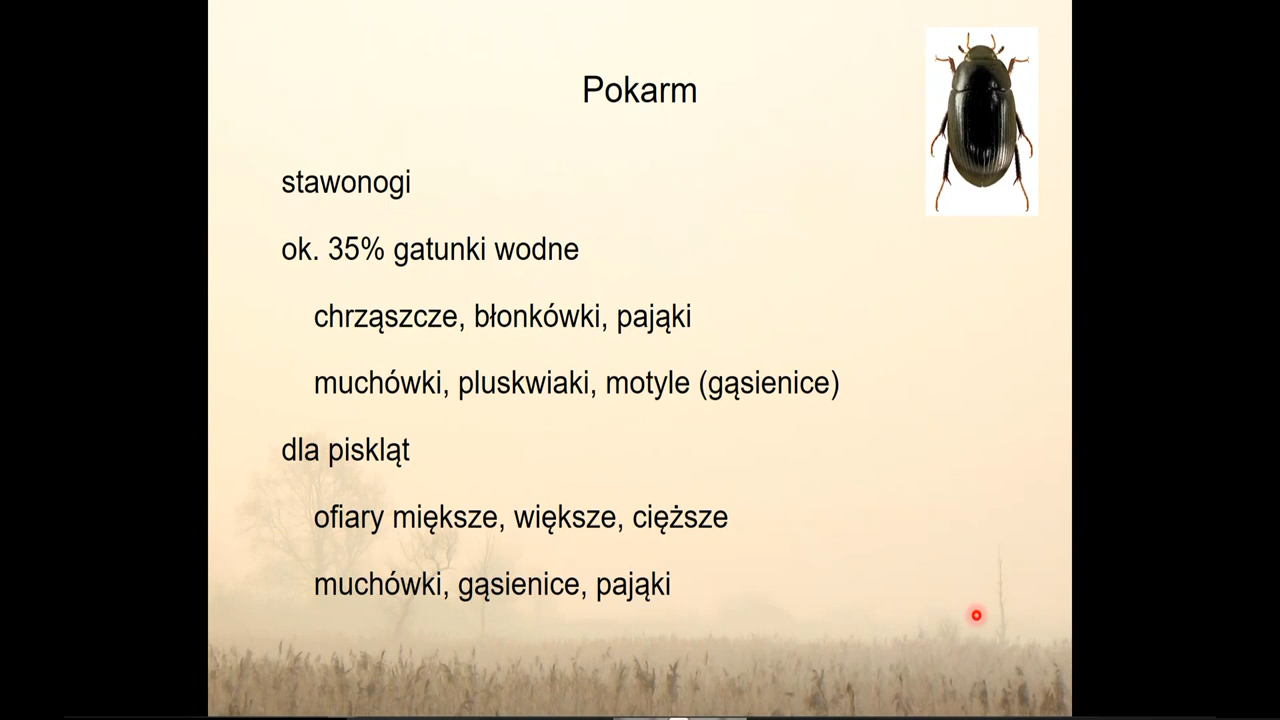 Pokarm
stawonogi
ok. 35% gatunki wodne
chrząszcze, błonkówki, pająki
muchówki, pluskwiaki, motyle (gąsienice)
dla piskląt
ofiary miększe, większe, cięższe
muchówki, gąsienice, pająki